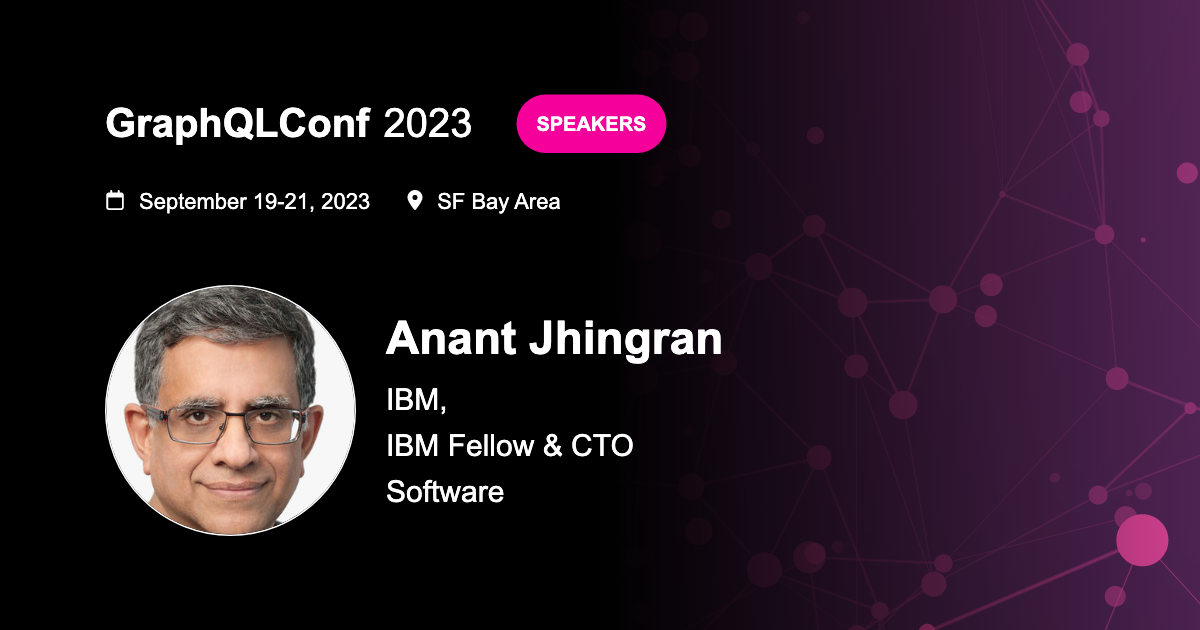 GraphQLConf 2023 SPEAKERS
September 19-21, 2023 SF Bay Area
Anant Jhingran
IBM,
IBM Fellow & CTO
Software